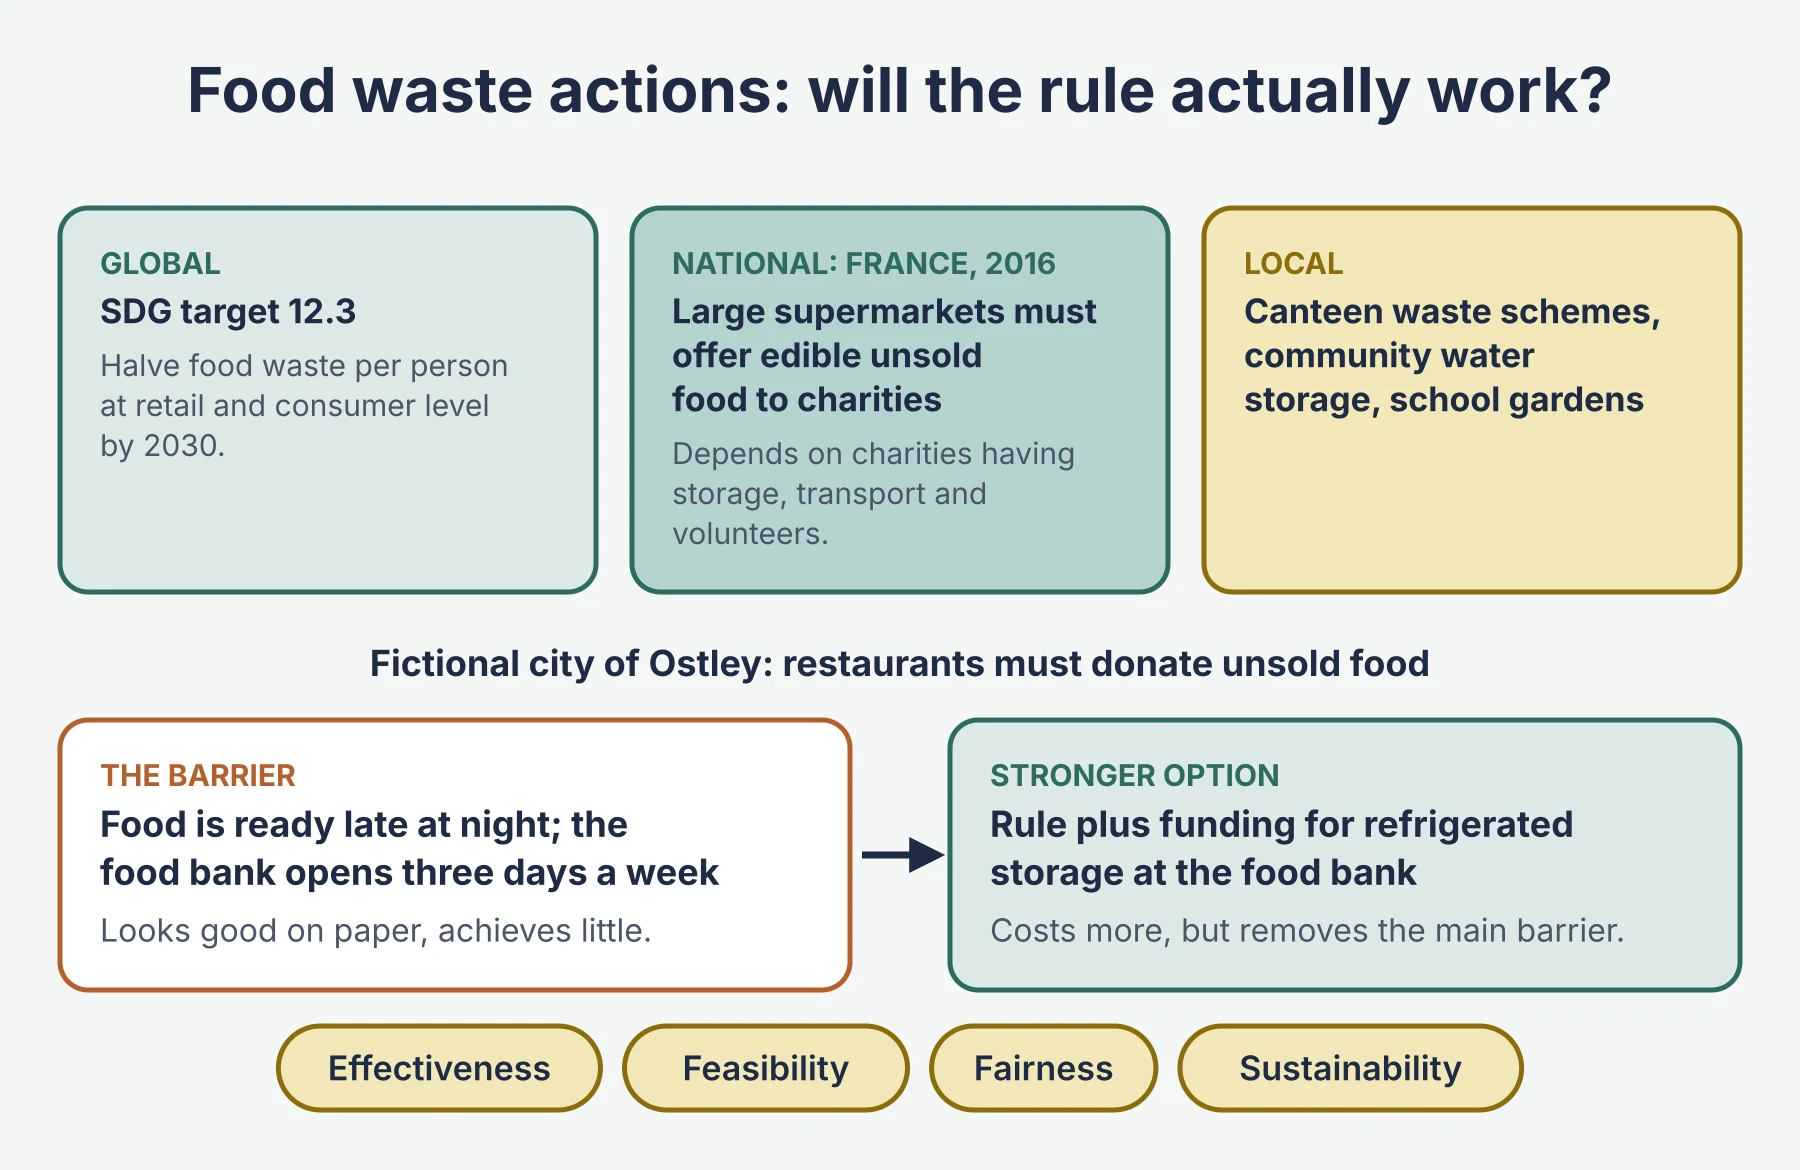 Food waste actions: will the rule actually work?
GLOBAL
SDG target 12.3
Halve food waste per person
at retail and consumer level
by 2030.
NATIONAL: FRANCE, 2016
Large supermarkets must
offer edible unsold
food to charities
Depends on charities having
storage, transport and
volunteers.
LOCAL
Canteen waste schemes,
community water
storage, school gardens
Fictional city of Ostley: restaurants must donate unsold food
THE BARRIER
Food is ready late at night; the
food bank opens three days a week
Looks good on paper, achieves little.
STRONGER OPTION
Rule plus funding for refrigerated
storage at the food bank
Costs more, but removes the main barrier.
Effectiveness
Feasibility
Fairness
Sustainability